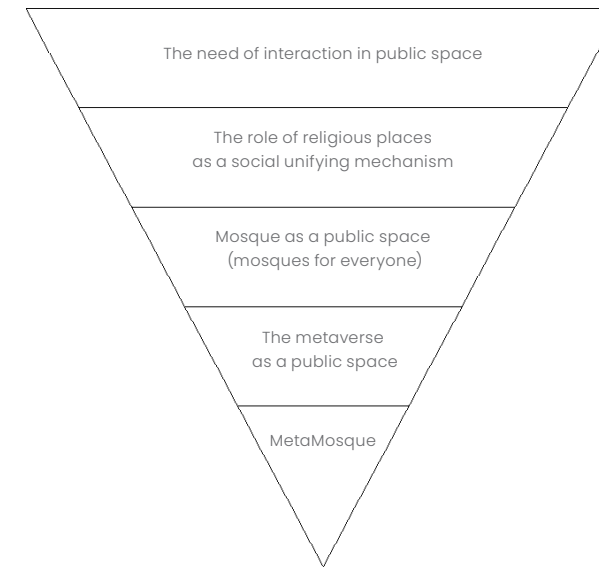 The need of interaction in public space
The role of religious places
as a social unifying mechanism
Mosque as a public space
(mosques for everyone)
The metaverse
as a public space
MetaMosque